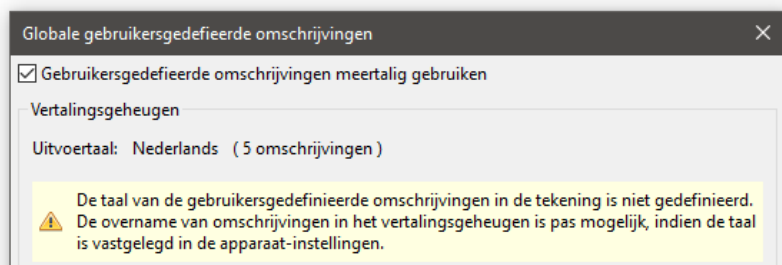 Globale gebruikersgedefieerde omschrijvingen
Gebruikersgedefieerde omschrijvingen meertalig gebruiken
Vertalingsgeheugen
Uitvoertaal: Nederlands ( 5 omschrijvingen )
De taal van de gebruikersgedefinieerde omschrijvingen in de tekening is niet gedefinieerd.
De overname van omschrijvingen in het vertalingsgeheugen is pas mogelijk, indien de taal
is vastgelegd in de apparaat-instellingen.